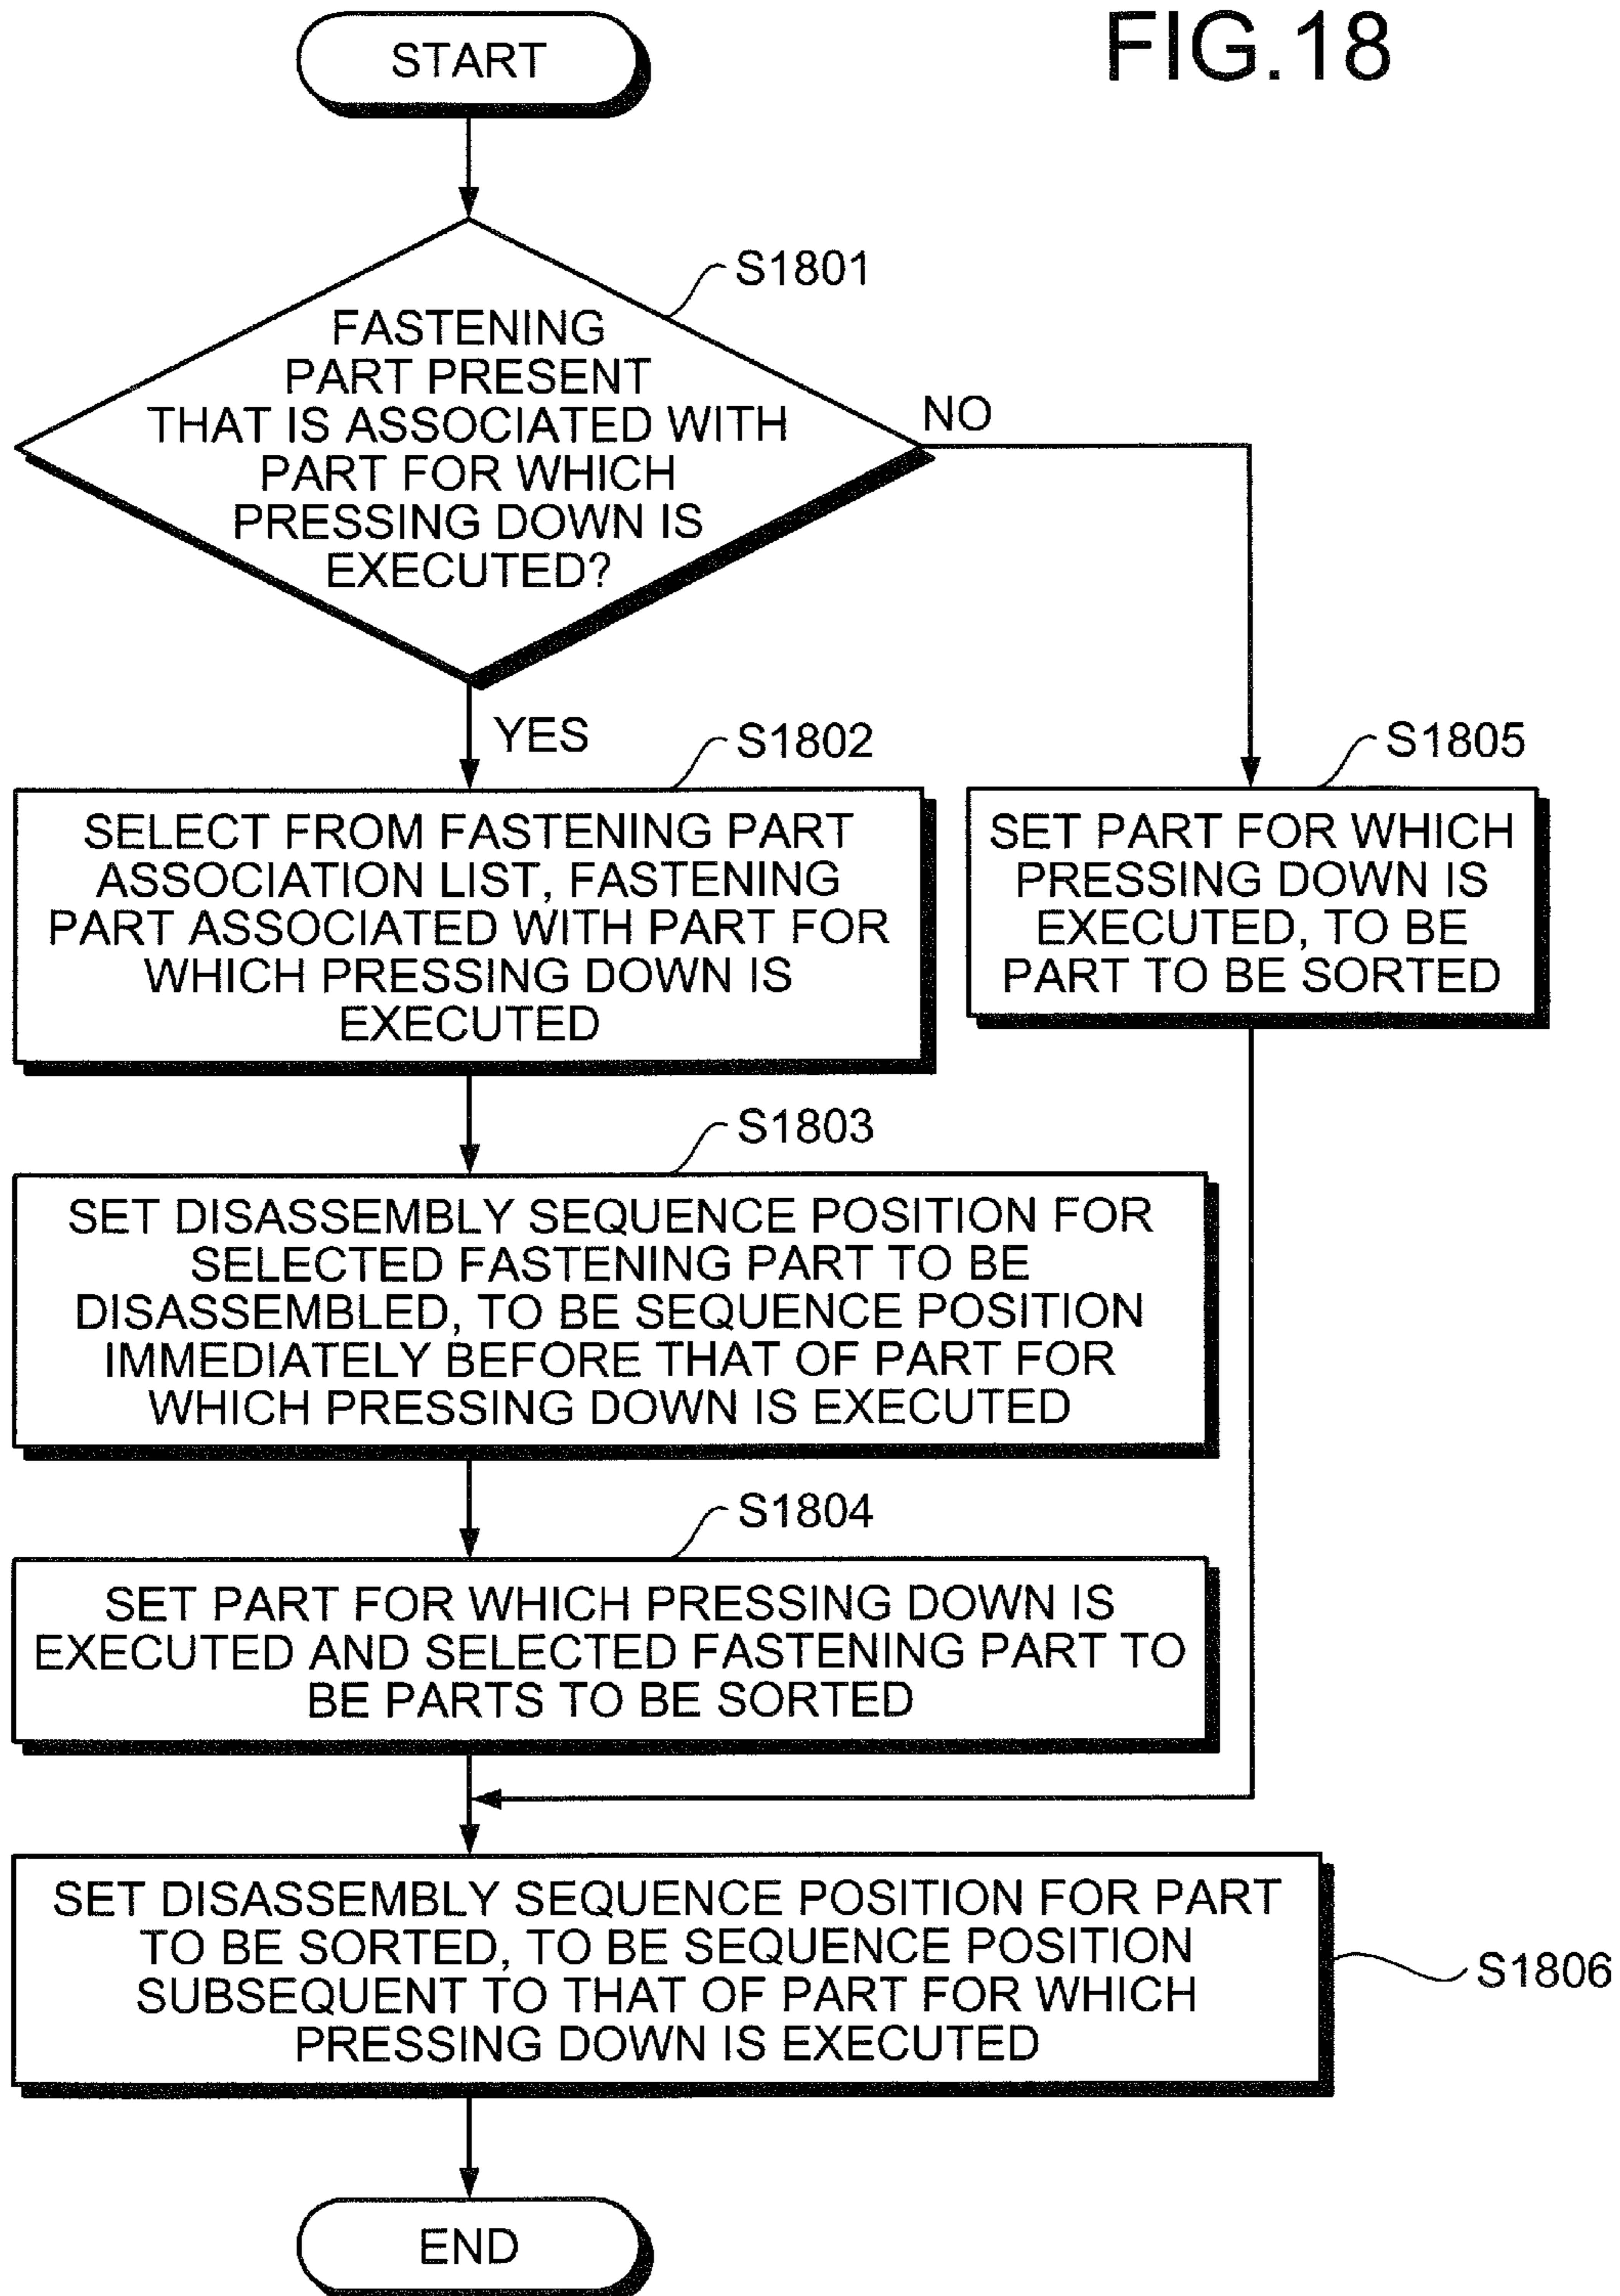 FIG.18
START
S1801
FASTENING
PART PRESENT
THAT IS ASSOCIATED WITH
PART FOR WHICH
PRESSING DOWN IS
EXECUTED?
NO
YES
S1802
SELECT FROM FASTENING PART
ASSOCIATION LIST, FASTENING
PART ASSOCIATED WITH PART FOR
WHICH PRESSING DOWN IS
EXECUTED
S1805
SET PART FOR WHICH
PRESSING DOWN IS
EXECUTED, TO BE
PART TO BE SORTED
S1803
SET DISASSEMBLY SEQUENCE POSITION FOR
SELECTED FASTENING PART TO BE
DISASSEMBLED, TO BE SEQUENCE POSITION
IMMEDIATELY BEFORE THAT OF PART FOR
WHICH PRESSING DOWN IS EXECUTED
S1804
SET PART FOR WHICH PRESSING DOWN IS
EXECUTED AND SELECTED FASTENING PART TO
BE PARTS TO BE SORTED
SET DISASSEMBLY SEQUENCE POSITION FOR PART
TO BE SORTED, TO BE SEQUENCE POSITION
SUBSEQUENT TO THAT OF PART FOR WHICH
PRESSING DOWN IS EXECUTED
S1806
END